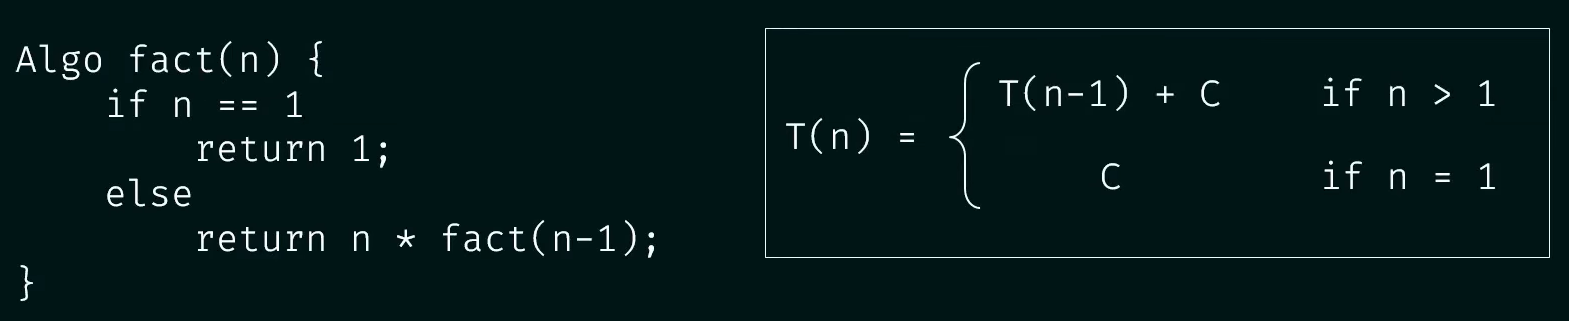 Algo fact(n) {
    if n == 1
        return 1;
    else
        return n * fact(n-1);
}
T(n-1) + C    if n > 1
T(n) =
C    if n = 1